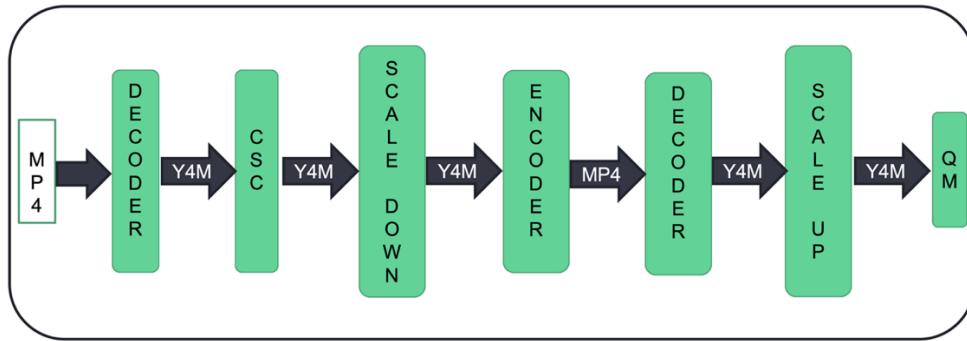 MP4
DECODER
Y4M
CSC
Y4M
SCALE DOWN
Y4M
ENCODER
MP4
DECODER
Y4M
SCALE UP
Y4M
QM